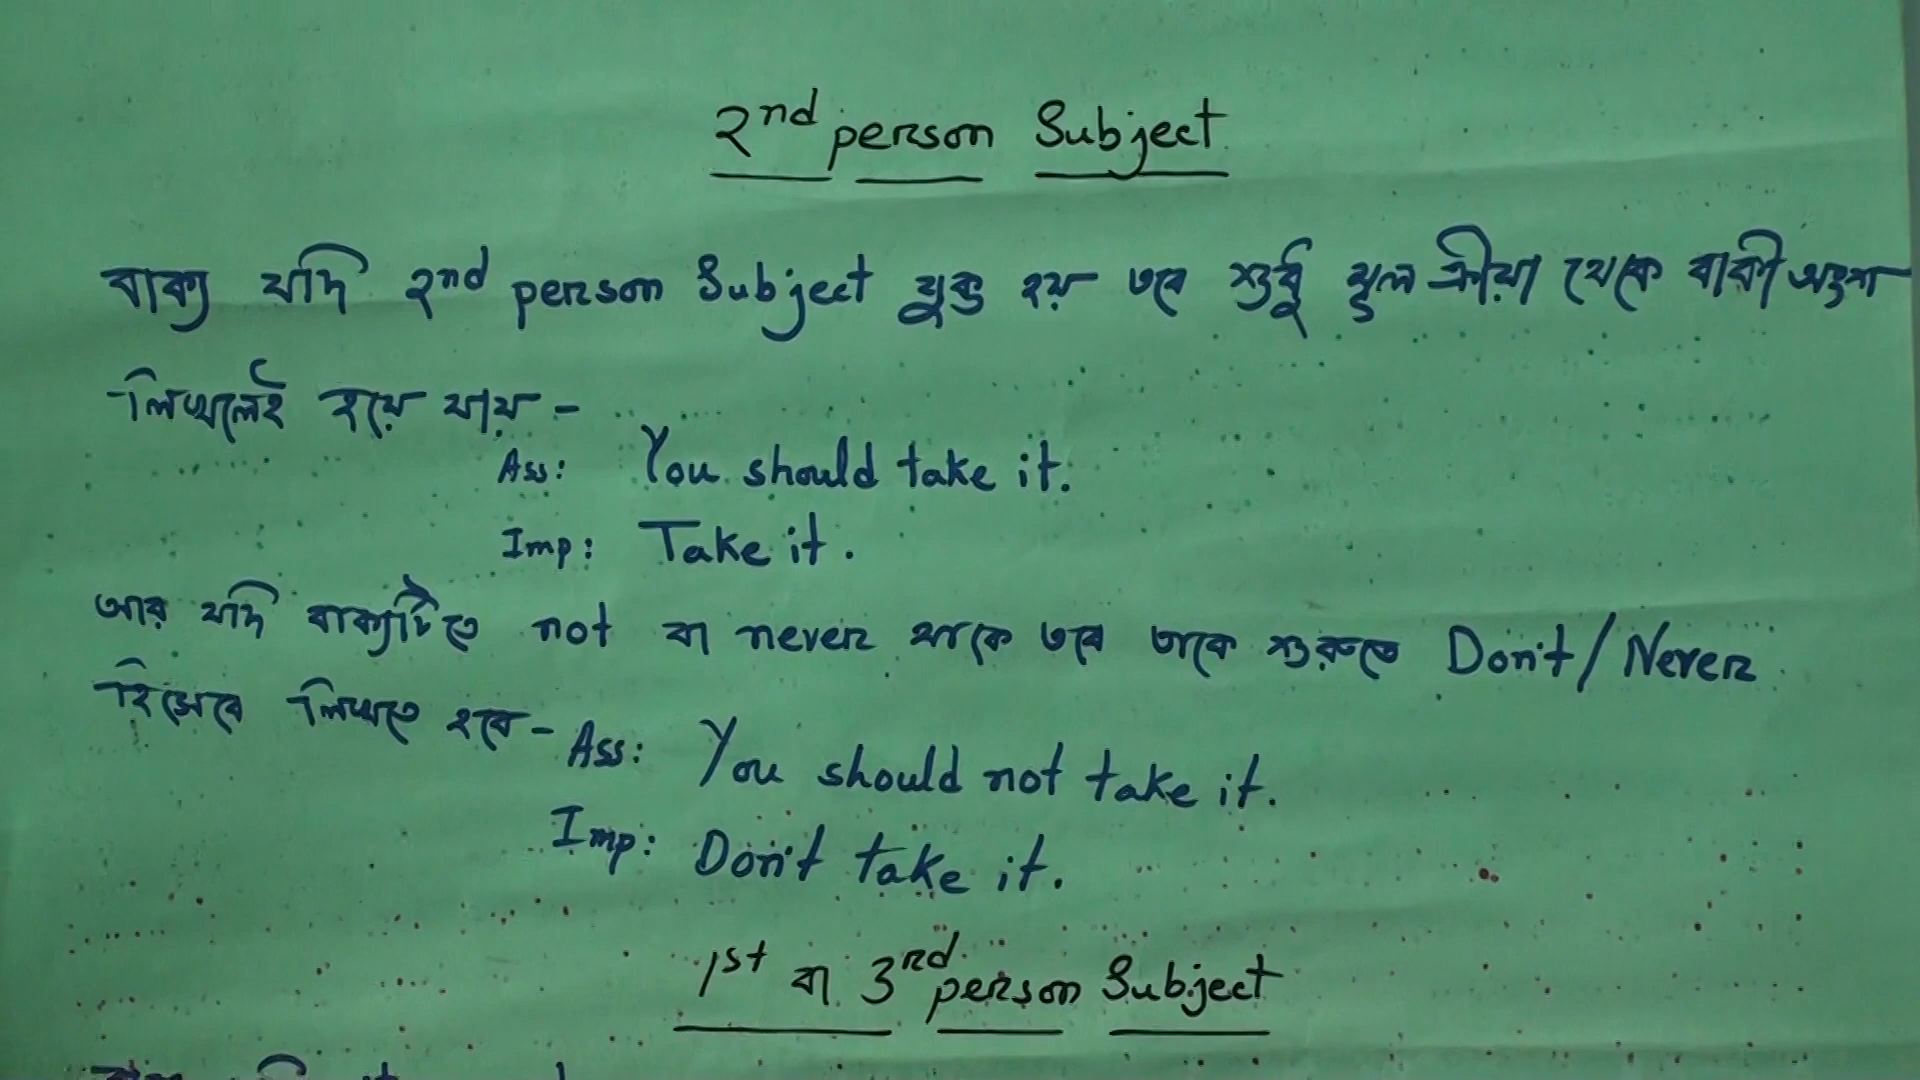 2nd person Subject
বাক্য যদি 2nd person Subject যুক্ত হয় তবে শুধু মূল ক্রীয়া থেকে বাকী অংশ
লিখলেই হয়ে যায় -
Ass: You should take it.
Imp: Take it.
আর যদি বাক্যটিতে not বা never থাকে তবে তাকে শুরুতে Don't/Never
হিসেবে লিখতে হবে -
Ass: You should not take it.
Imp: Don't take it.
1st বা 3rd person Subject